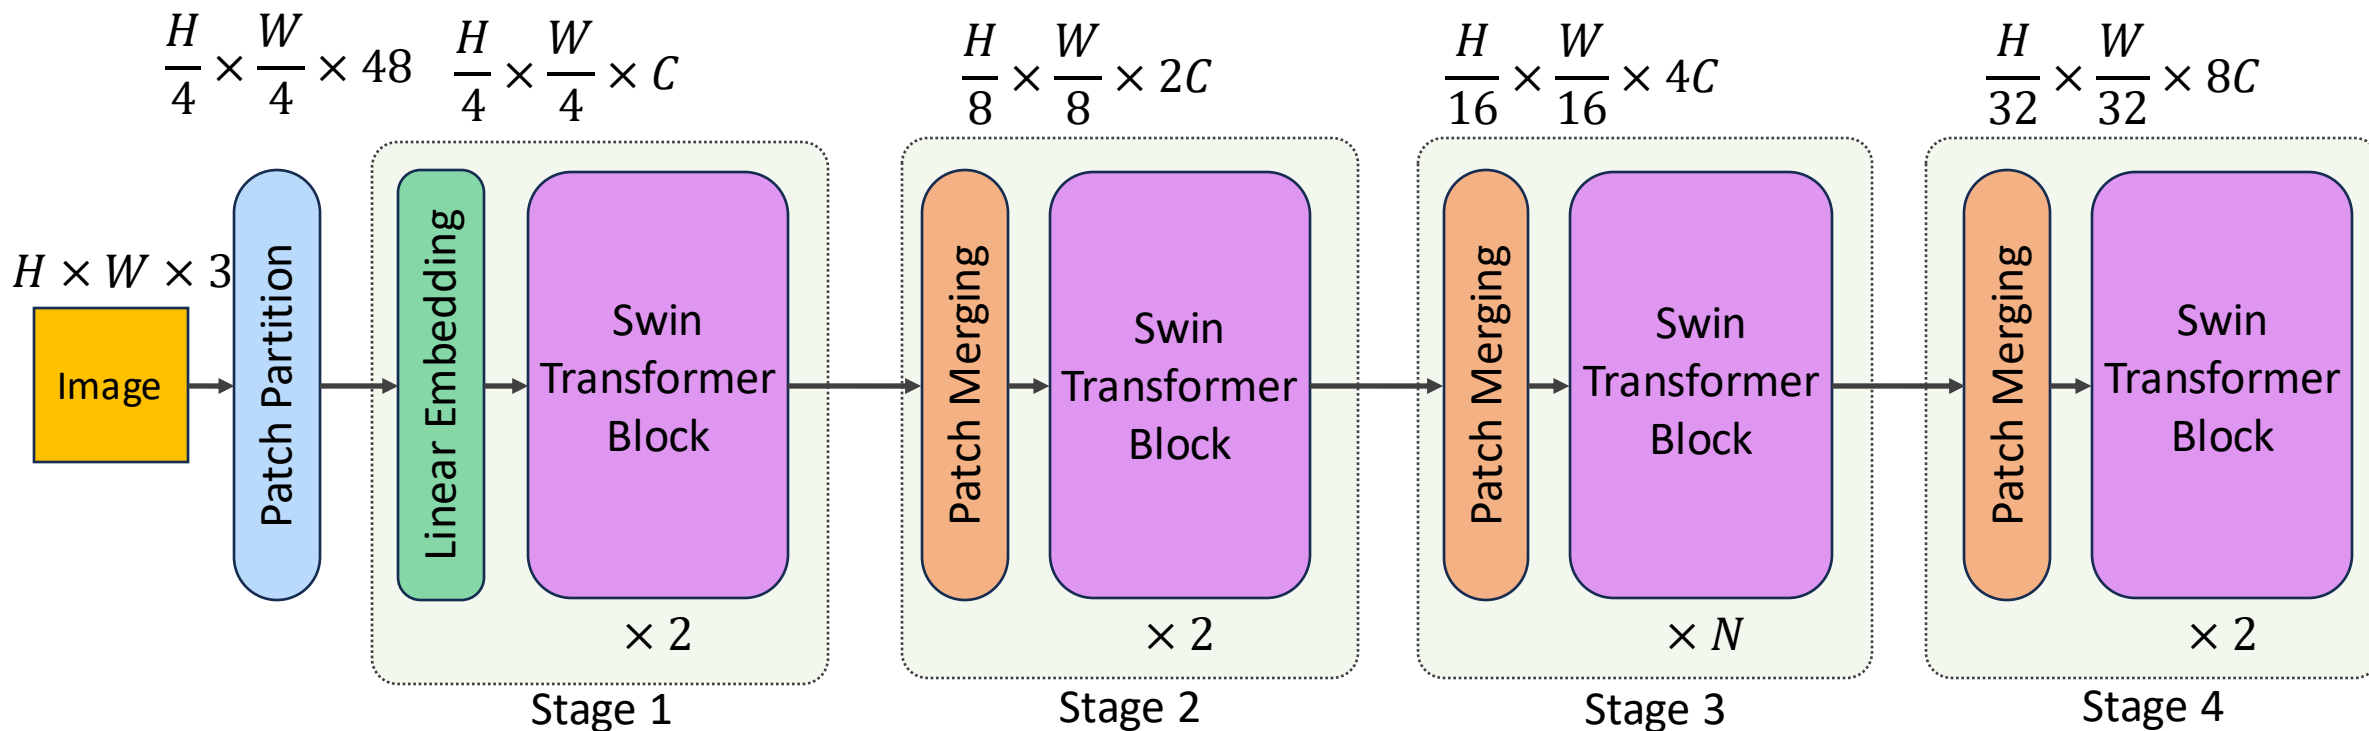 H/4 × W/4 × 48
H/4 × W/4 × C
H/8 × W/8 × 2C
H/16 × W/16 × 4C
H/32 × W/32 × 8C
H × W × 3
Image
Patch Partition
Linear Embedding
Swin
Transformer
Block
× 2
Stage 1
Patch Merging
Swin
Transformer
Block
× 2
Stage 2
Patch Merging
Swin
Transformer
Block
× N
Stage 3
Patch Merging
Swin
Transformer
Block
× 2
Stage 4